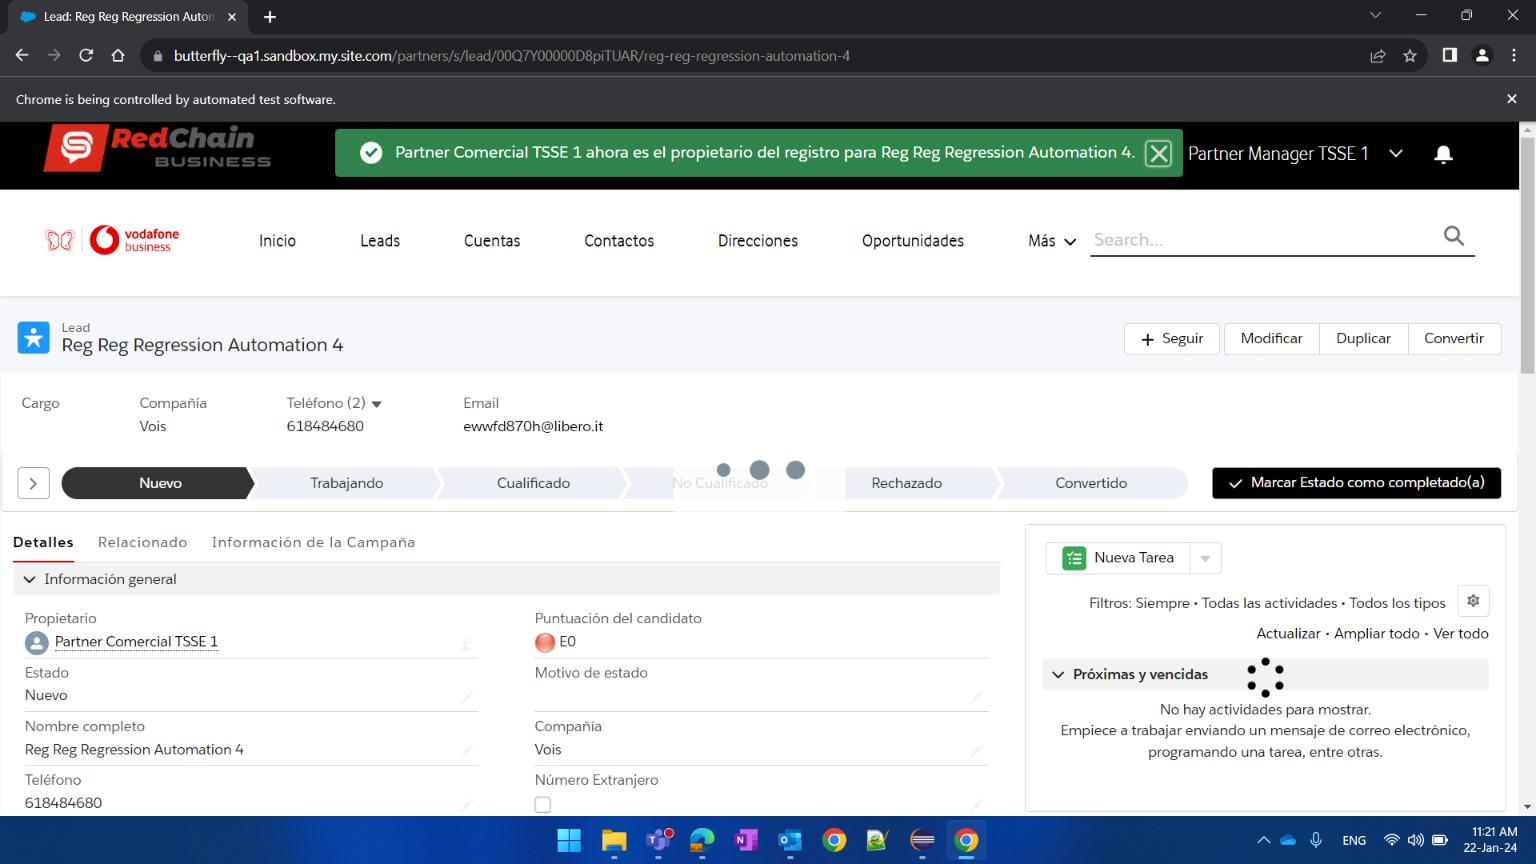 Lead: Reg Reg Regression Auton
butterfly--qa1.sandbox.my.site.com/partners/s/lead/00Q7Y00000D8piTUAR/reg-reg-regression-automation-4
Chrome is being controlled by automated test software.
RedChain
BUSINESS
Partner Comercial TSSE 1 ahora es el propietario del registro para Reg Reg Regression Automation 4.
Partner Manager TSSE 1
vodafone
business
Inicio
Leads
Cuentas
Contactos
Direcciones
Oportunidades
Más
Search...
Lead
Reg Reg Regression Automation 4
Seguir
Modificar
Duplicar
Convertir
Cargo
Compañía
Teléfono (2)
Email
Vois
618484680
ewwfd870h@libero.it
Nuevo
Trabajando
Cualificado
No Cualificado
Rechazado
Convertido
Marcar Estado como completado(a)
Detalles
Relacionado
Información de la Campaña
Información general
Propietario
Partner Comercial TSSE 1
Puntuación del candidato
E0
Estado
Nuevo
Motivo de estado
Nombre completo
Reg Reg Regression Automation 4
Compañía
Vois
Teléfono
618484680
Número Extranjero
Nueva Tarea
Filtros: Siempre • Todas las actividades • Todos los tipos
Actualizar • Ampliar todo • Ver todo
Próximas y vencidas
No hay actividades para mostrar.
Empiece a trabajar enviando un mensaje de correo electrónico,
programando una tarea, entre otras.
ENG
11:21 AM
22-Jan-24